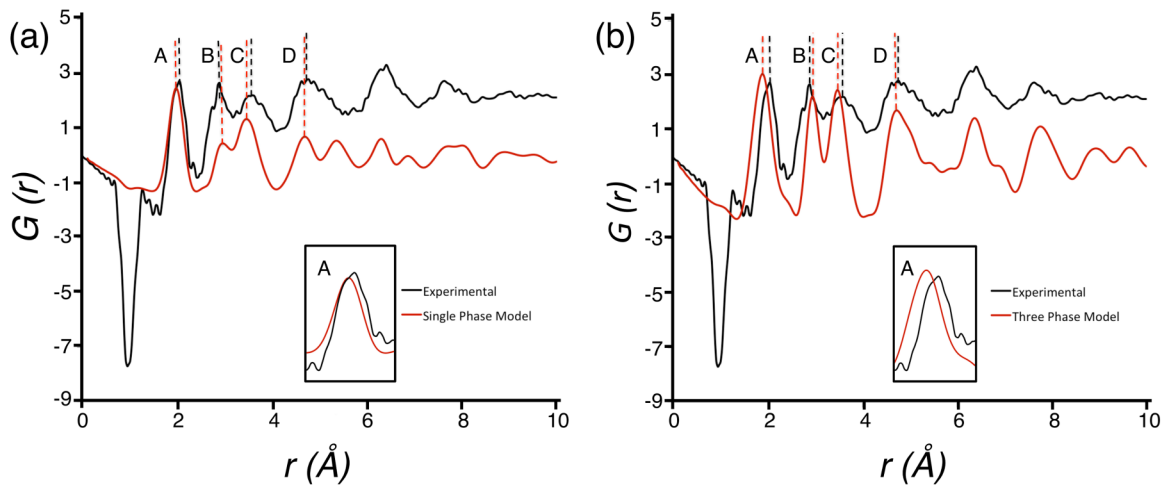 (a)
5
3
1
-1
-3
-5
-7
-9
G (r)
A B C D
A
Experimental
Single Phase Model
0 2 4 6 8 10
r (Å)
(b)
5
3
1
-1
-3
-5
-7
-9
G (r)
A B C D
A
Experimental
Three Phase Model
0 2 4 6 8 10
r (Å)